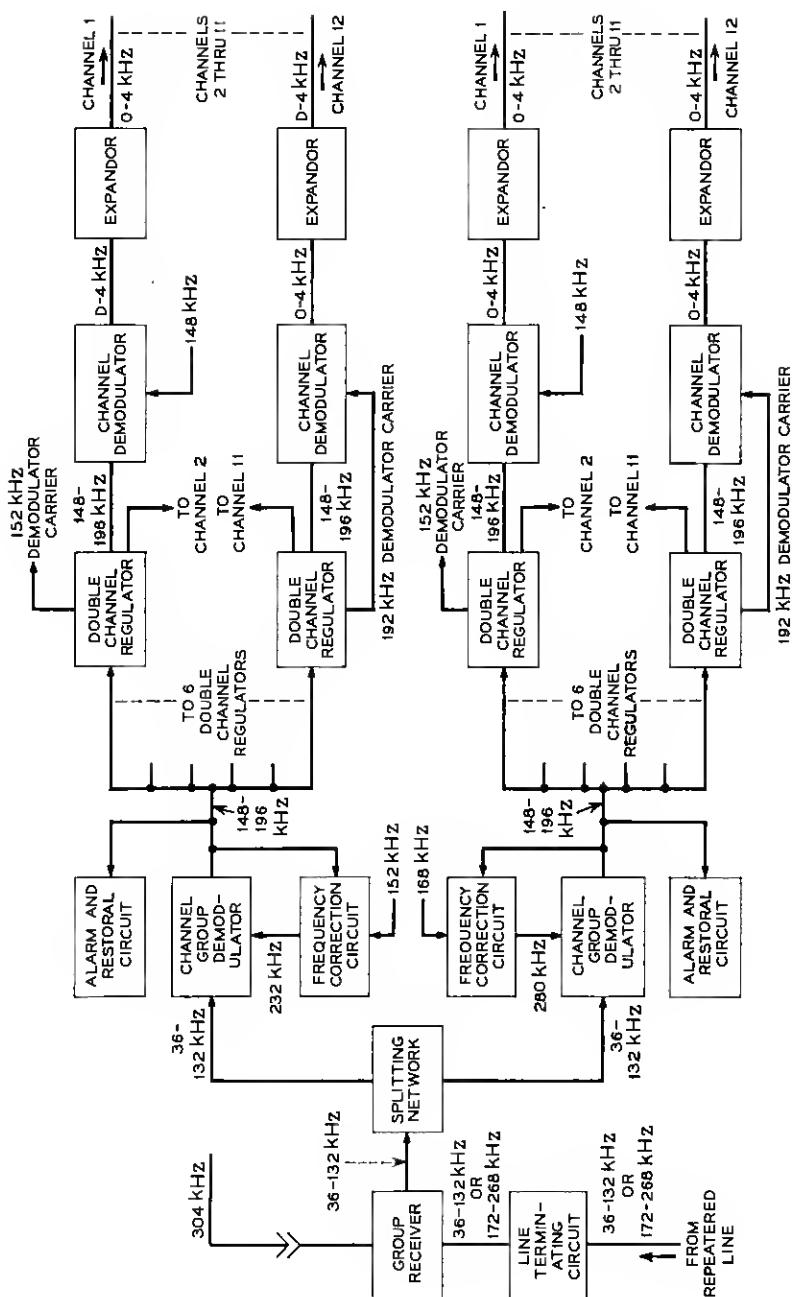 FROM
REPEATERED
LINE
36-132 kHz
OR
172-268 kHz
LINE
TERMIN-
ATING
CIRCUIT
36-132 kHz
OR
172-268 kHz
GROUP
RECEIVER
304 kHz
36-132 kHz
SPLITTING
NETWORK
36-
132 kHz
ALARM AND
RESTORAL
CIRCUIT
CHANNEL
GROUP
DEMOD-
ULATOR
232 kHz
FREQUENCY
CORRECTION
CIRCUIT
152 kHz
148-
196
kHz
TO 6
DOUBLE
CHANNEL
REGULATORS
DOUBLE
CHANNEL
REGULATOR
152 kHz
DEMODULATOR
CARRIER
148-
198 kHz
TO
CHANNEL 2
CHANNEL
DEMODULATOR
148 kHz
D-4 kHz
EXPANDOR
0-4 kHz
CHANNEL 1
CHANNELS
2 THRU 11
DOUBLE
CHANNEL
REGULATOR
TO
CHANNEL 11
148-
196 kHz
192 kHz DEMODULATOR CARRIER
CHANNEL
DEMODULATOR
0-4 kHz
EXPANDOR
D-4 kHz
CHANNEL 12
36-
132 kHz
168 kHz
FREQUENCY
CORRECTION
CIRCUIT
280 kHz
CHANNEL
GROUP
DEMOD-
ULATOR
ALARM AND
RESTORAL
CIRCUIT
148-
196
kHz
TO 6
DOUBLE
CHANNEL
REGULATORS
DOUBLE
CHANNEL
REGULATOR
152 kHz
DEMODULATOR
CARRIER
148-
196 kHz
TO
CHANNEL 2
CHANNEL
DEMODULATOR
148 kHz
0-4 kHz
EXPANDOR
0-4 kHz
CHANNEL 1
CHANNELS
2 THRU 11
DOUBLE
CHANNEL
REGULATOR
TO
CHANNEL 11
148-
196 kHz
192 kHz DEMODULATOR CARRIER
CHANNEL
DEMODULATOR
0-4 kHz
EXPANDOR
0-4 kHz
CHANNEL 12